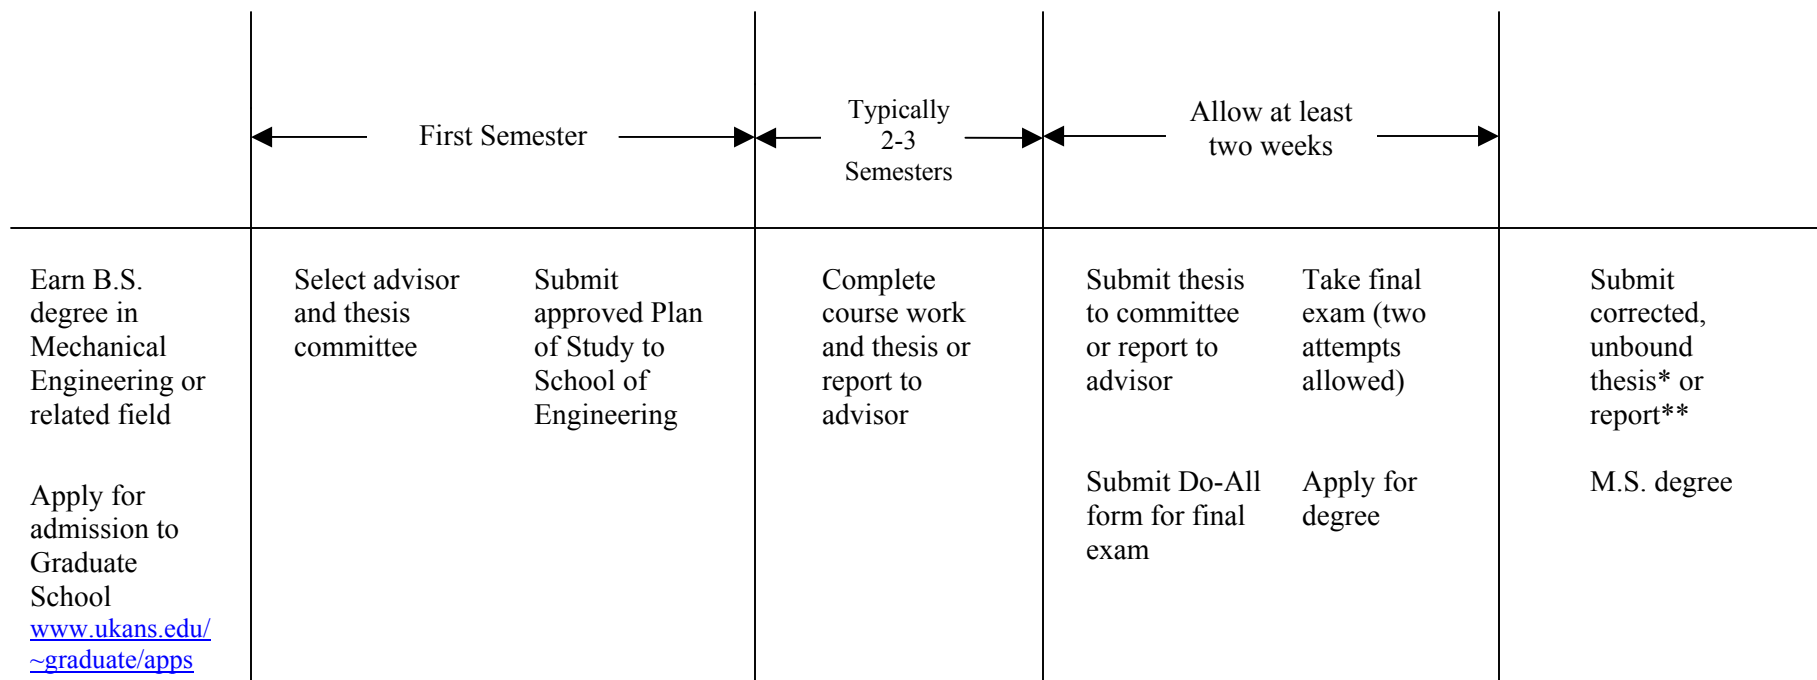 First Semester
Typically
2-3
Semesters
Allow at least
two weeks
Earn B.S.
degree in
Mechanical
Engineering or
related field
Apply for
admission to
Graduate
School
www.ukans.edu/
~graduate/apps
Select advisor
and thesis
committee
Submit
approved Plan
of Study to
School of
Engineering
Complete
course work
and thesis or
report to
advisor
Submit thesis
to committee
or report to
advisor
Take final
exam (two
attempts
allowed)
Submit Do-All
form for final
exam
Apply for
degree
Submit
corrected,
unbound
thesis* or
report**
M.S. degree